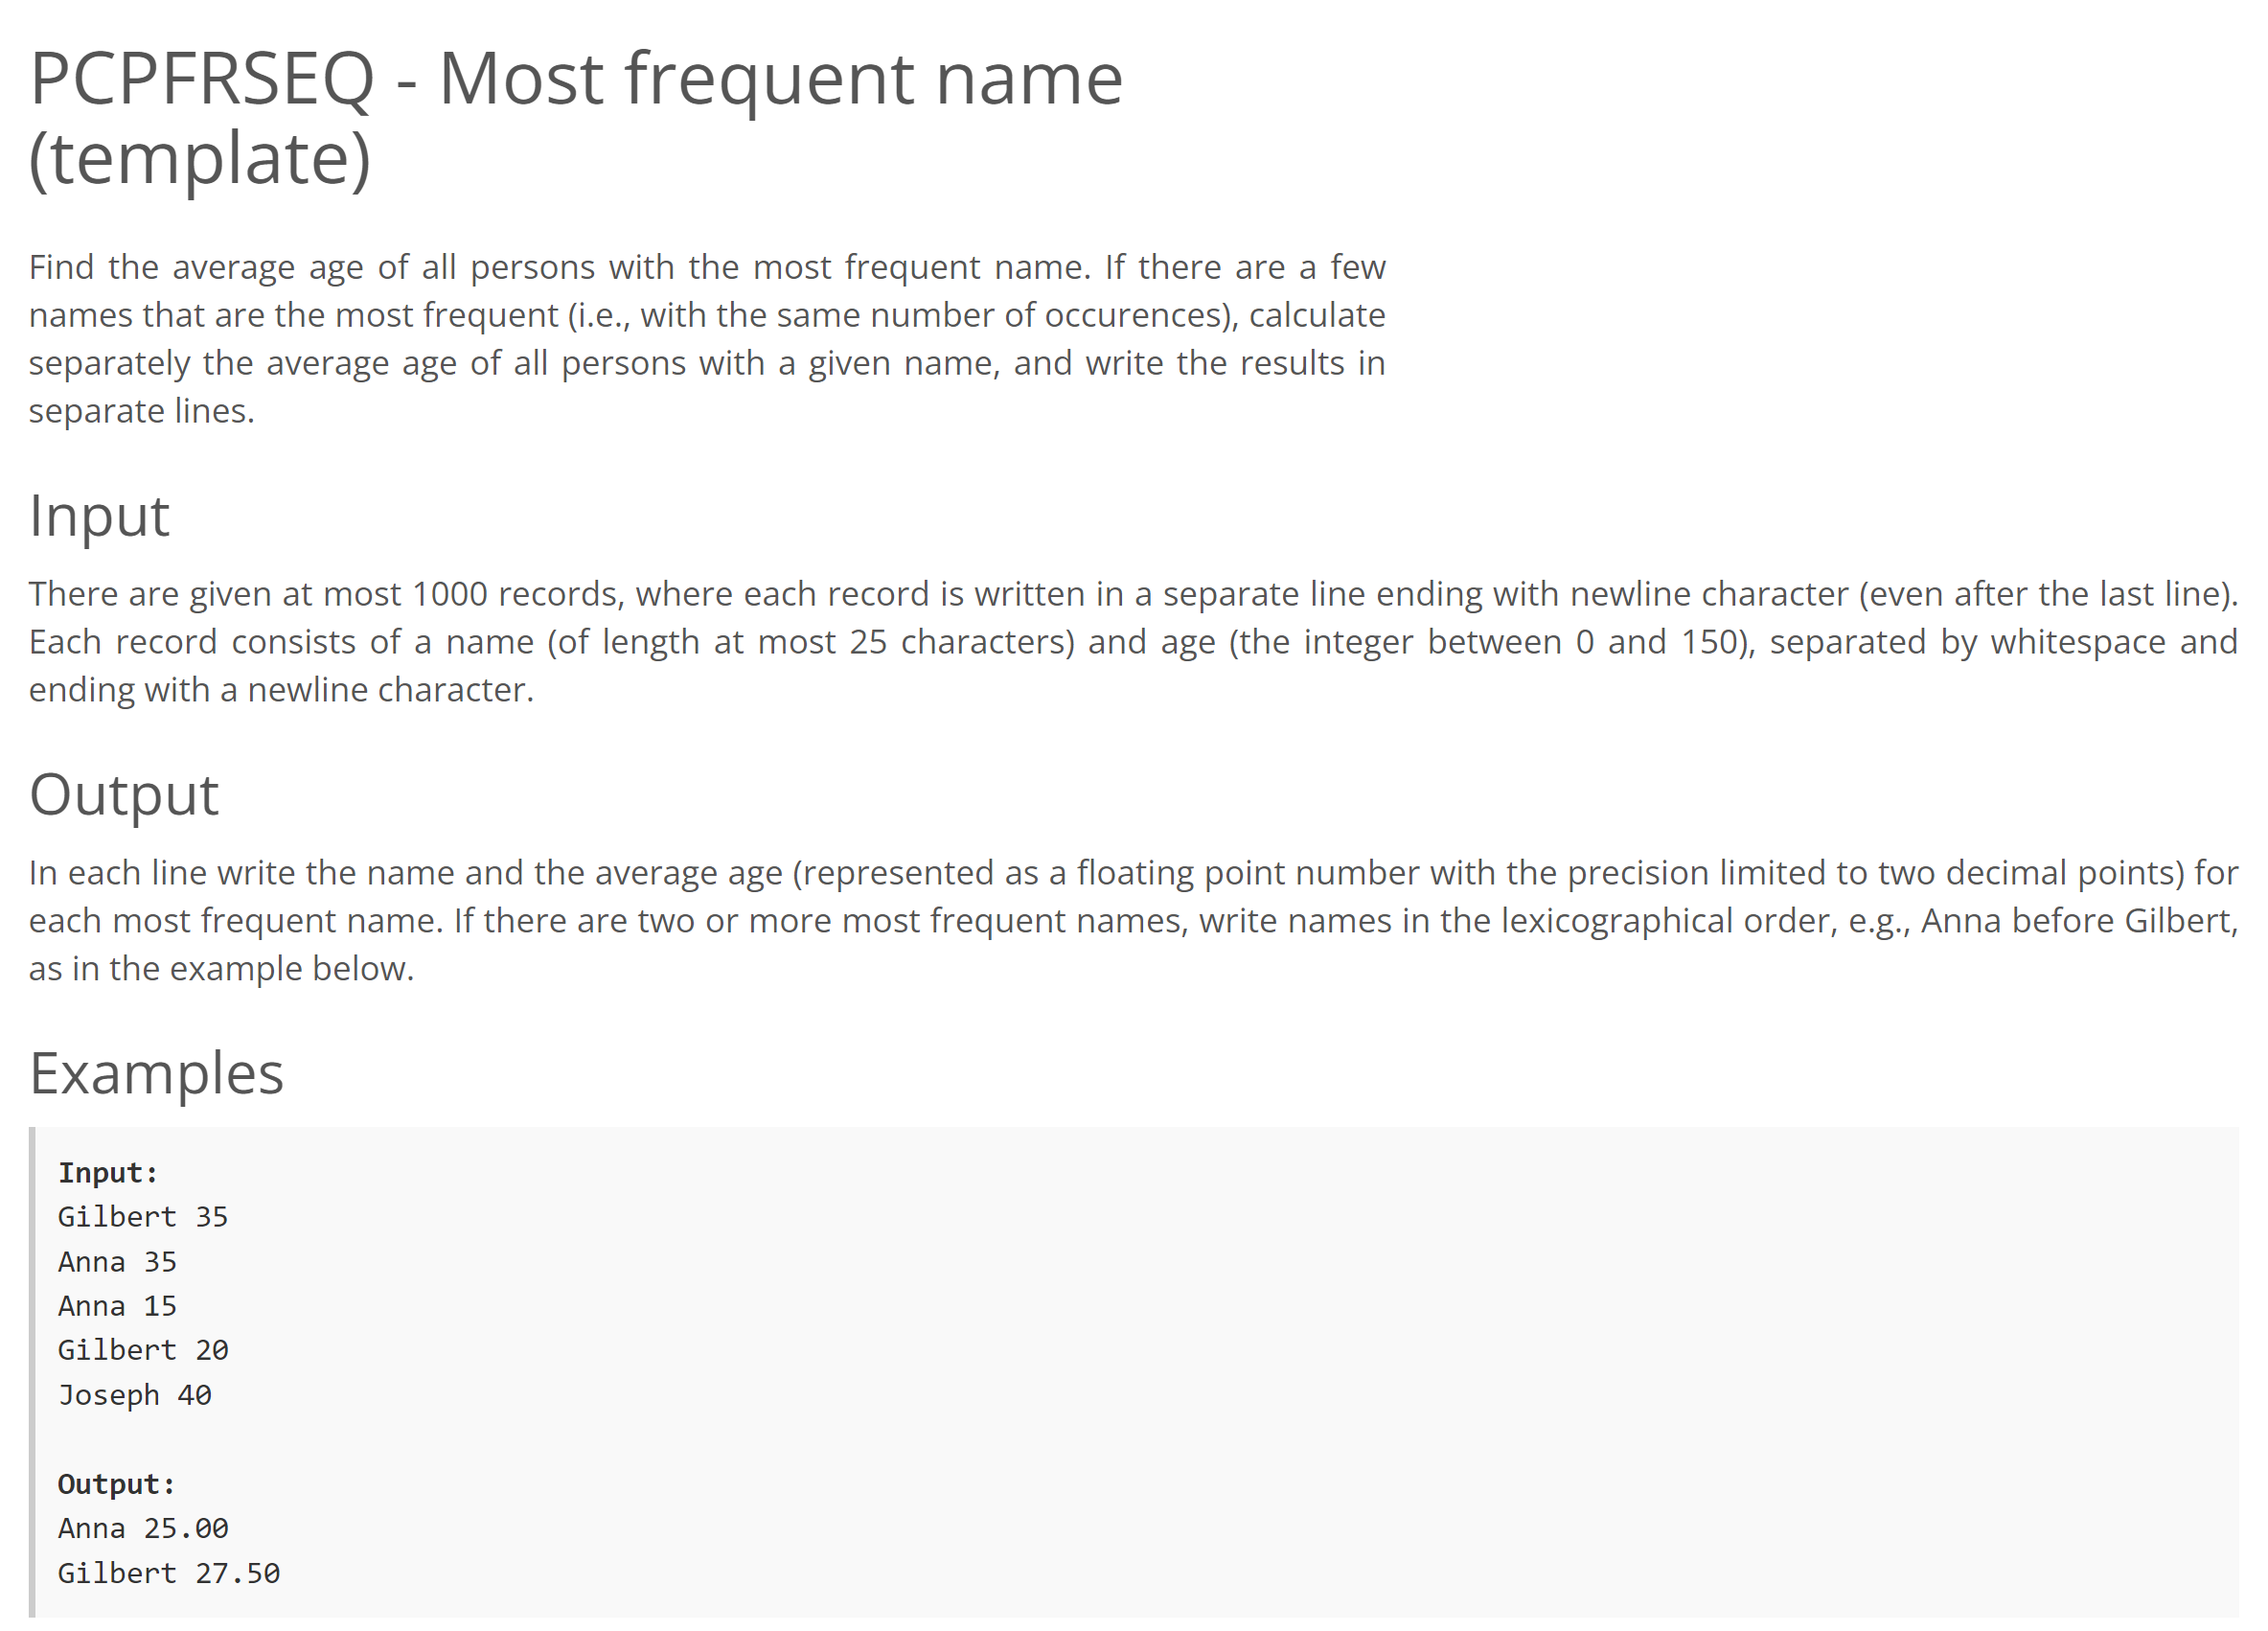 PCPFRSEQ - Most frequent name
(template)
Find the average age of all persons with the most frequent name. If there are a few
names that are the most frequent (i.e., with the same number of occurences), calculate
separately the average age of all persons with a given name, and write the results in
separate lines.
Input
There are given at most 1000 records, where each record is written in a separate line ending with newline character (even after the last line).
Each record consists of a name (of length at most 25 characters) and age (the integer between 0 and 150), separated by whitespace and
ending with a newline character.
Output
In each line write the name and the average age (represented as a floating point number with the precision limited to two decimal points) for
each most frequent name. If there are two or more most frequent names, write names in the lexicographical order, e.g., Anna before Gilbert,
as in the example below.
Examples
Input:
Gilbert 35
Anna 35
Anna 15
Gilbert 20
Joseph 40
Output:
Anna 25.00
Gilbert 27.50